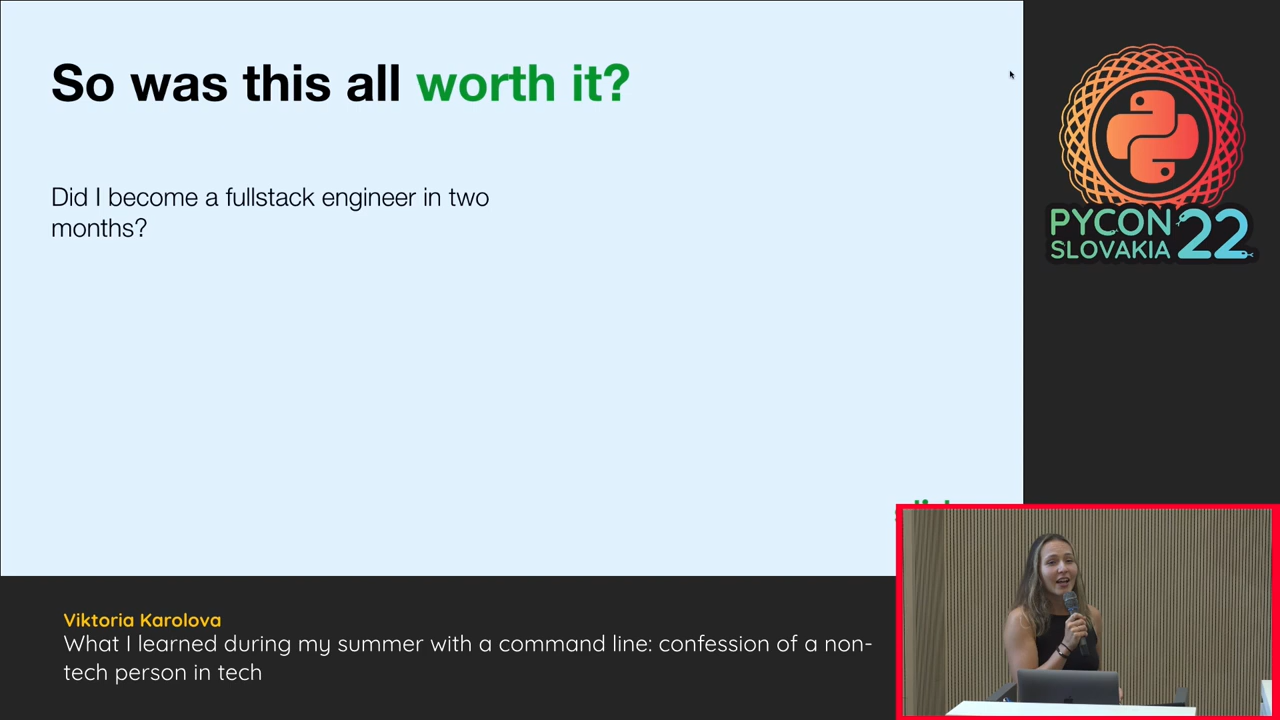 So was this all worth it?
Did I become a fullstack engineer in two
months?
PYCON
SLOVAKIA 22
Viktoria Karolova
What I learned during my summer with a command line: confession of a non-
tech person in tech